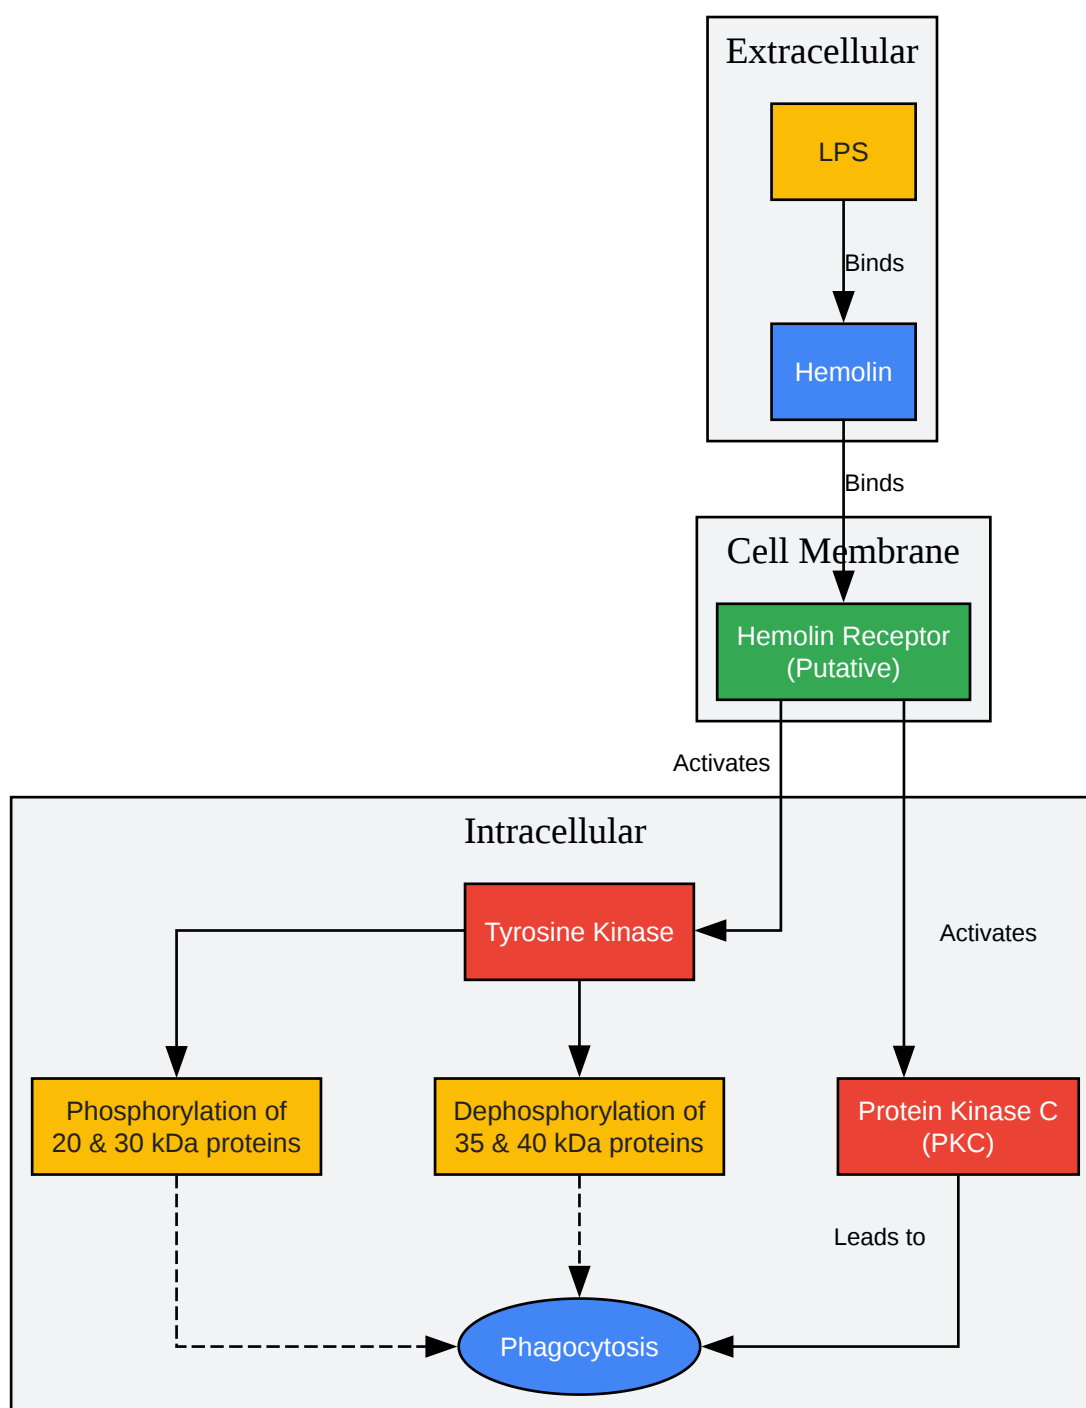 Extracellular
LPS
Binds
Hemolin
Binds
Cell Membrane
Hemolin Receptor
(Putative)
Activates
Intracellular
Tyrosine Kinase
Activates
Phosphorylation of
20 & 30 kDa proteins
Dephosphorylation of
35 & 40 kDa proteins
Protein Kinase C
(PKC)
Leads to
Phagocytosis